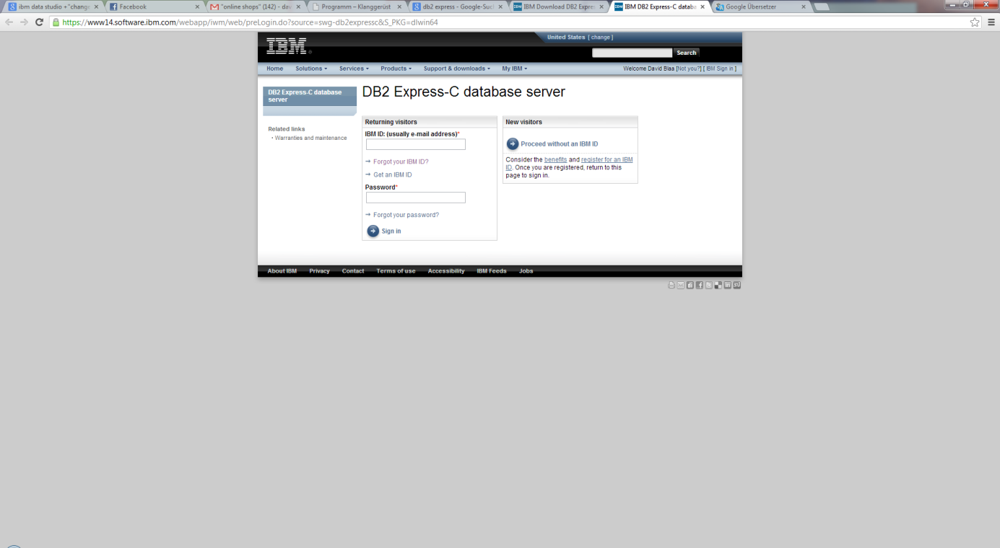 ibm data studio +"change
Facebook
"online shops" (142) - dav
Programm – Klanggerüst
db2 express - Google-Suc
IBM Download DB2 Expres
IBM DB2 Express-C databa
Google Übersetzer
https://www14.software.ibm.com/webapp/iwm/web/preLogin.do?source=swg-db2expressc&S_PKG=dlwin64
United States [ change ]
IBM®
Search
Home Solutions Services Products Support & downloads My IBM Welcome David Blaa [Not you?] [ IBM Sign in ]
DB2 Express-C database
server
Related links
Warranties and maintenance
DB2 Express-C database server
Returning visitors
IBM ID: (usually e-mail address)*
Forgot your IBM ID?
Get an IBM ID
Password*
Forgot your password?
Sign in
New visitors
Proceed without an IBM ID
Consider the benefits and register for an IBM
ID. Once you are registered, return to this
page to sign in.
About IBM Privacy Contact Terms of use Accessibility IBM Feeds Jobs